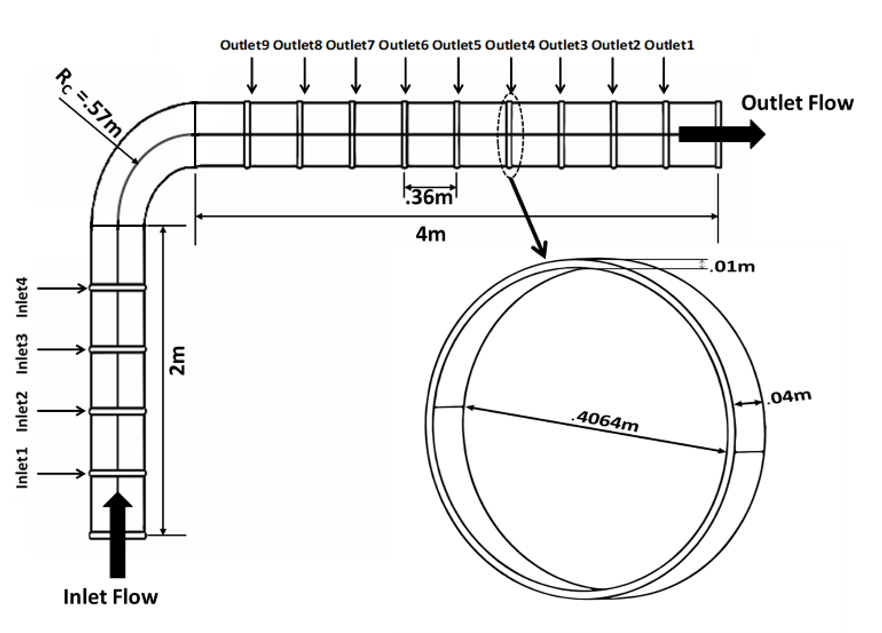 Outlet9 Outlet8 Outlet7 Outlet6 Outlet5 Outlet4 Outlet3 Outlet2 Outlet1
Rc =.57m
Outlet Flow
.36m
4m
.01m
Inlet4
Inlet3
Inlet2
Inlet1
2m
.04m
.4064m
Inlet Flow